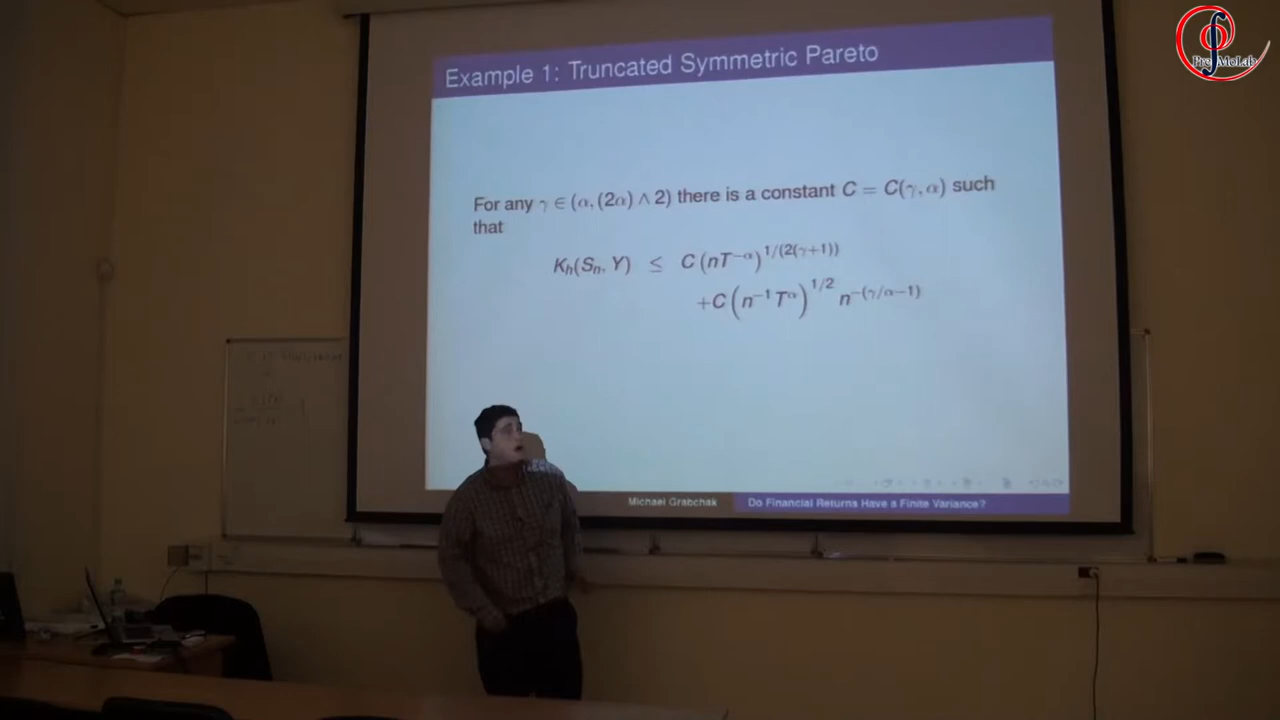 Example 1: Truncated Symmetric Pareto
For any γ ∈ (α, (2α) ∧ 2) there is a constant C = C(γ, α) such
that
K_h(S_n, Y) ≤ C (nT^{-α})^{1/(2(γ+1))}
+C (n^{-1} T^α)^{1/2} n^{-(γ/α-1)}
Michael Grabchak Do Financial Returns Have a Finite Variance?
PreMoLab